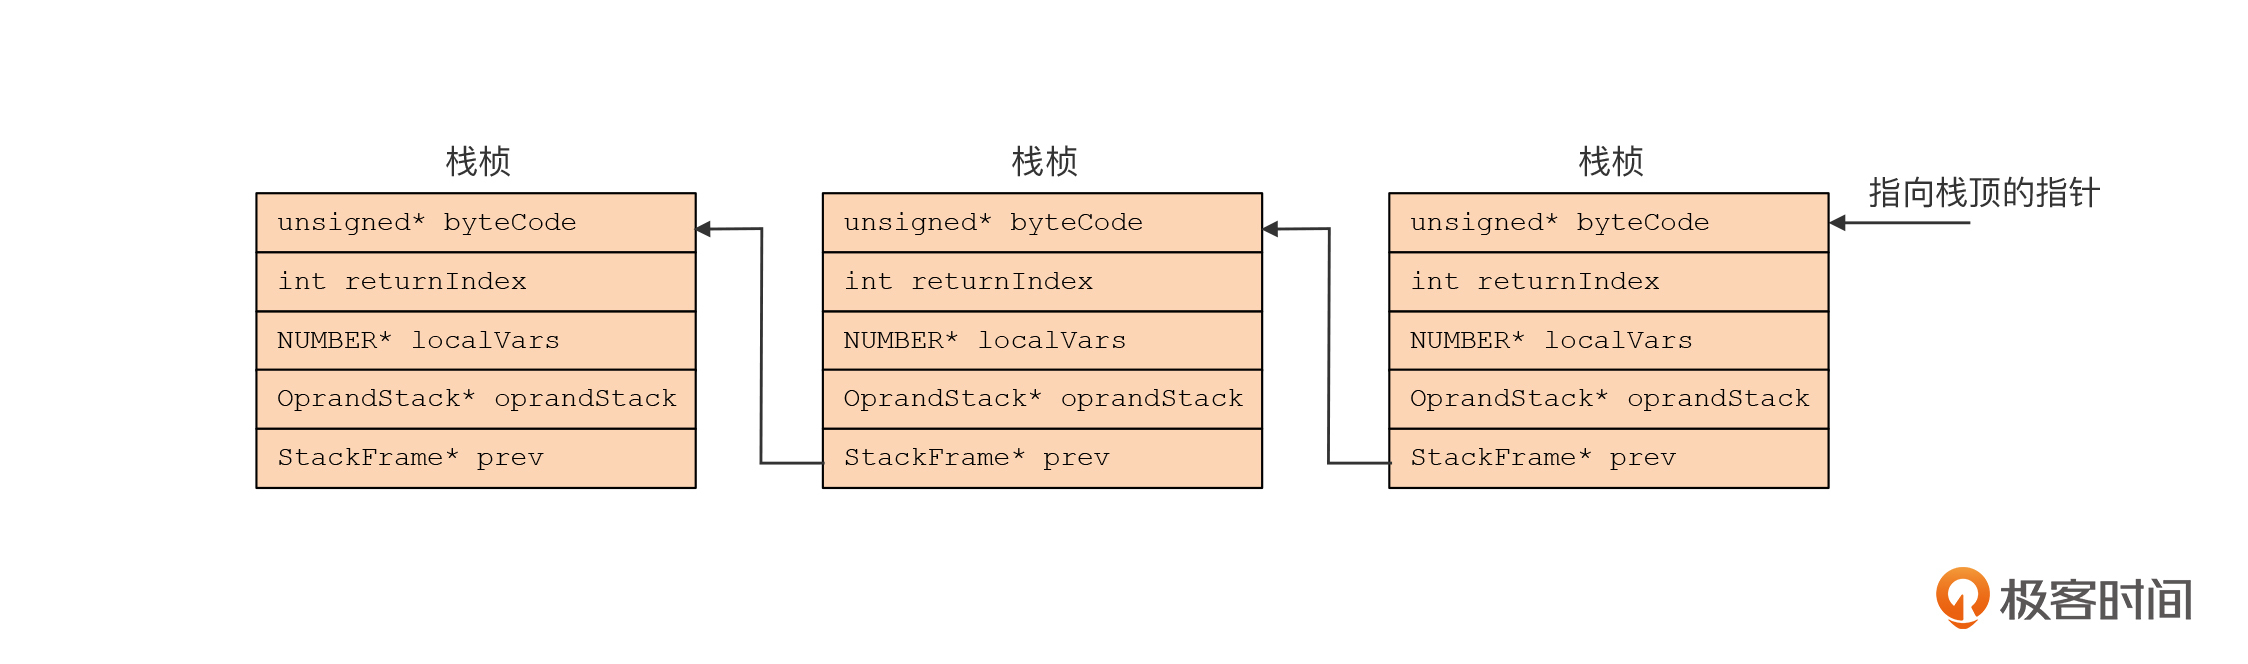 栈桢
unsigned* byteCode
int returnIndex
NUMBER* localVars
OprandStack* oprandStack
StackFrame* prev
栈桢
unsigned* byteCode
int returnIndex
NUMBER* localVars
OprandStack* oprandStack
StackFrame* prev
栈桢
unsigned* byteCode
int returnIndex
NUMBER* localVars
OprandStack* oprandStack
StackFrame* prev
指向栈顶的指针
极客时间